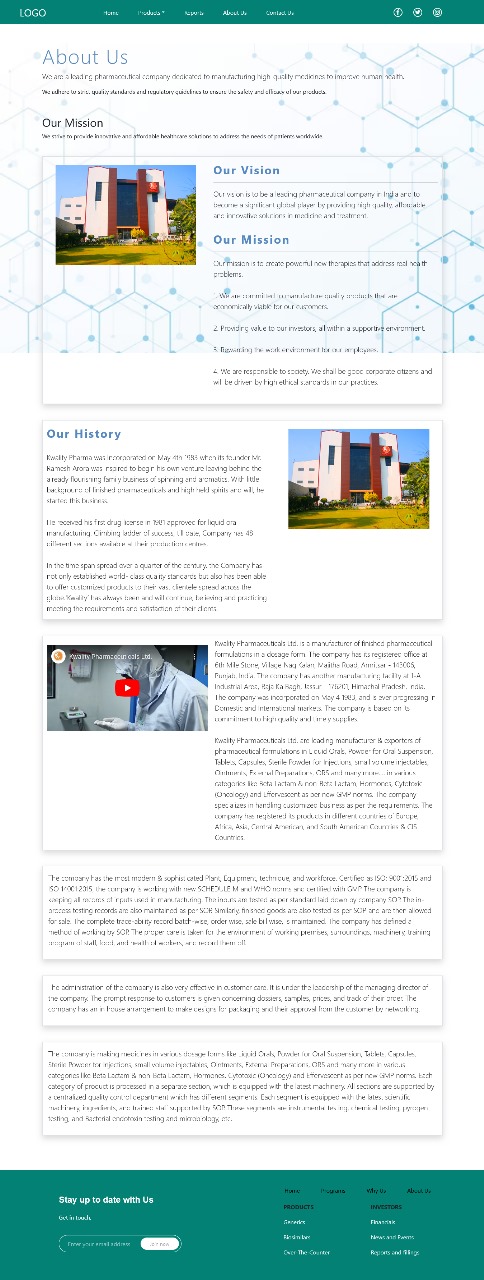 LOGO Home Products Reports About Us Contact Us
About Us
We are a leading pharmaceutical company dedicated to manufacturing high-quality medicines to improve human health.
We adhere to strict quality standards and regulatory guidelines to ensure the safety and efficacy of our products.
Our Mission
We strive to provide innovative and affordable healthcare solutions to address the needs of patients worldwide.
Our Vision
Our vision is to be a leading pharmaceutical company in India and to
become a significant global player by providing high quality, affordable
and innovative solutions in medicine and treatment.
Our Mission
Our mission is to create powerful new therapies that address real health
problems.
1. We are committed to manufacture quality products that are
economically viable for our customers.
2. Providing value to our investors, all within a supportive environment.
3. Rewarding the work environment for our employees.
4. We are responsible to society. We shall be good corporate citizens and
will be driven by high ethical standards in our practices.
Our History
Kwality Pharma was incorporated on May 4th 1983 when its founder Mr.
Ramesh Arora was inspired to begin his own venture leaving behind the
already flourishing family business of spinning and aromatics. With little
background of finished pharmaceuticals and high held spirits and will, he
started this business.
He received his first drug license in 1981 approved for liquid oral
manufacturing. Climbing ladder of success, till date, Company has 48
different sections available at their production centres.
In the time span spread over a quarter of the century, the Company has
not only established world- class quality standards but also has been able
to offer customized products to their vast clientele spread across the
globe.'Kwality' has always been and will continue, believing and practicing
meeting the requirements and satisfaction of their clients.
Kwality Pharmaceuticals Ltd.
Kwality Pharmaceuticals Ltd. is a manufacturer of finished pharmaceutical
formulations in a dosage form. The company has its registered office at
6th Mile Stone, Village Nag Kalan, Majitha Road, Amritsar - 143006,
Punjab, India. The company has another manufacturing facility at 1-A
Industrial Area, Raja Ka Bagh, Jassur - 176201, Himachal Pradesh, India.
The company was incorporated on May 4 1983, and is ever progressing in
Domestic and International markets. The company is based on its
commitment to high quality and timely supplies.
Kwality Pharmaceuticals Ltd. are leading manufacturer & exporters of
pharmaceutical formulations in Liquid Orals, Powder for Oral Suspension,
Tablets, Capsules, Sterile Powder for Injections, small volume injectables,
Ointments, External Preparations, ORS and many more.... in various
categories like Beta Lactam & non-Beta Lactam, Hormones, Cytotoxic
(Oncology) and Effervescent as per new GMP norms. The company
specializes in handling customized business as per the requirements. The
company has registered its products in different countries of Europe,
Africa, Asia, Central American, and South American Countries & CIS
Countries.
The company has the most modern & sophisticated Plant, Equipment, technique, and workforce. Certified as ISO: 9001:2015 and
ISO 14001:2015, the company is working with new SCHEDULE M and WHO norms and certified with GMP. The company is
keeping all records of inputs used in manufacturing. The inputs are tested as per standard laid down by company SOP. The in-
process testing records are also maintained as per SOP. Similarly, finished goods are also tested as per SOP and are then allowed
for sale. The complete trace-ability record batch-wise, order wise, sale bill wise, is maintained. The company has defined a
method of working by SOP. The proper care is taken for the environment of working premises, surroundings, machinery, training
program of staff, food, and health of workers, and record them off.
The administration of the company is also very effective in customer care. It is under the leadership of the managing director of
the company. The prompt response to customers is given concerning dossiers, samples, prices, and track of their order. The
company has an in house arrangement to make designs for packaging and their approval from the customer by networking.
The company is making medicines in various dosage forms like Liquid Orals, Powder for Oral Suspension, Tablets, Capsules,
Sterile Powder for Injections, small volume injectables, Ointments, External Preparations, ORS and many more in various
categories like Beta Lactam & non-Beta Lactam, Hormones, Cytotoxic (Oncology) and Effervescent as per new GMP norms. Each
category of product is processed in a separate section, which is equipped with the latest machinery. All sections are supported by
a centralized quality control department which has different segments. Each segment is equipped with the latest scientific
machinery, ingredients, and trained staff supported by SOP. These segments are instrumental testing, chemical testing, pyrogen
testing, and Bacterial endotoxin testing and microbiology, etc.
Stay up to date with Us
Get in touch.
Enter your email address Join now
Home Programs Why Us About Us
PRODUCTS INVESTORS
Generics Financials
Biosimilars News and Events
Over-The-Counter Reports and fillings